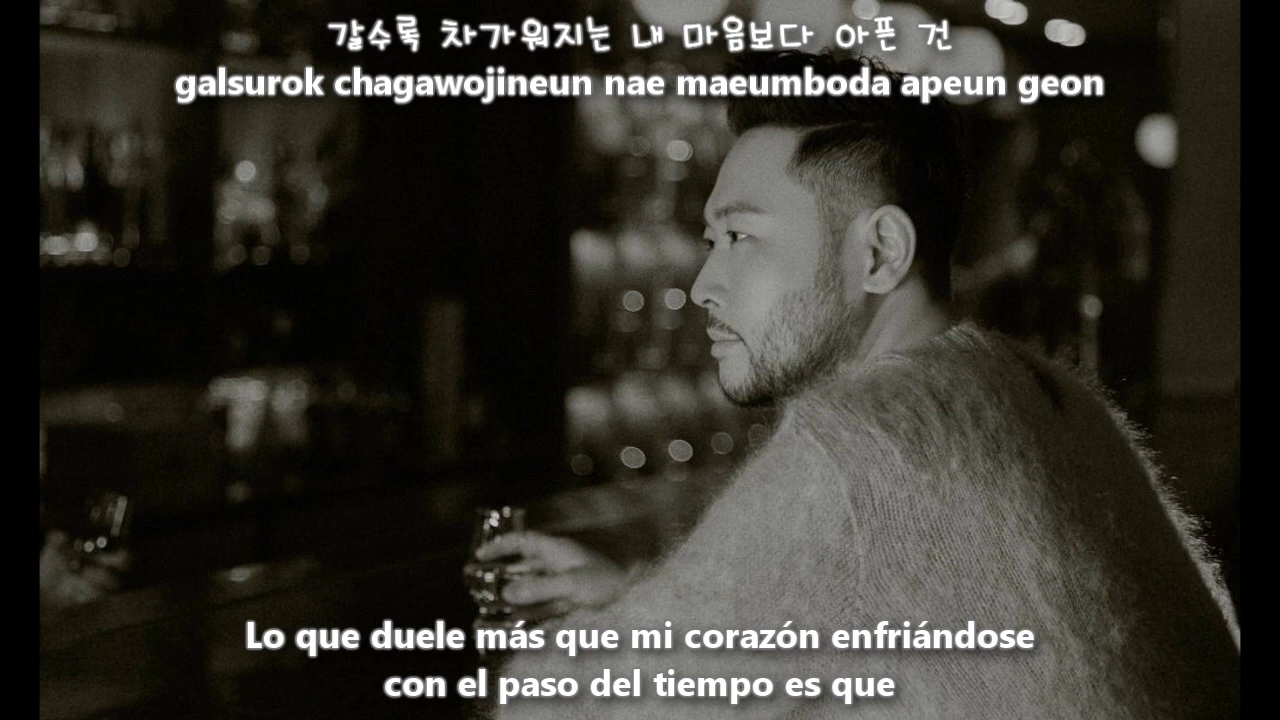 갈수록 차가워지는 내 마음보다 아픈 건
galsurok chagawojineun nae maeumboda apeun geon
Lo que duele más que mi corazón enfriándose
con el paso del tiempo es que